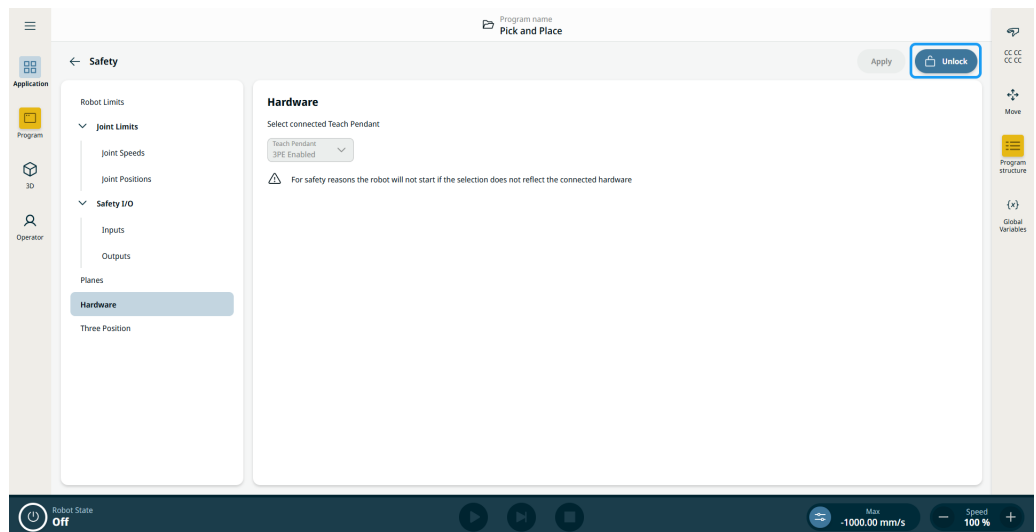 Program name
Pick and Place
Application
Program
3D
Operator
Safety
Apply
Unlock
Robot Limits
Joint Limits
Joint Speeds
Joint Positions
Safety I/O
Inputs
Outputs
Planes
Hardware
Three Position
Hardware
Select connected Teach Pendant
Teach Pendant
3PE Enabled
For safety reasons the robot will not start if the selection does not reflect the connected hardware
CC CC
CC CC
Move
Program
structure
{x}
Global
Variables
Robot State
Off
Max
-1000.00 mm/s
Speed
100 %